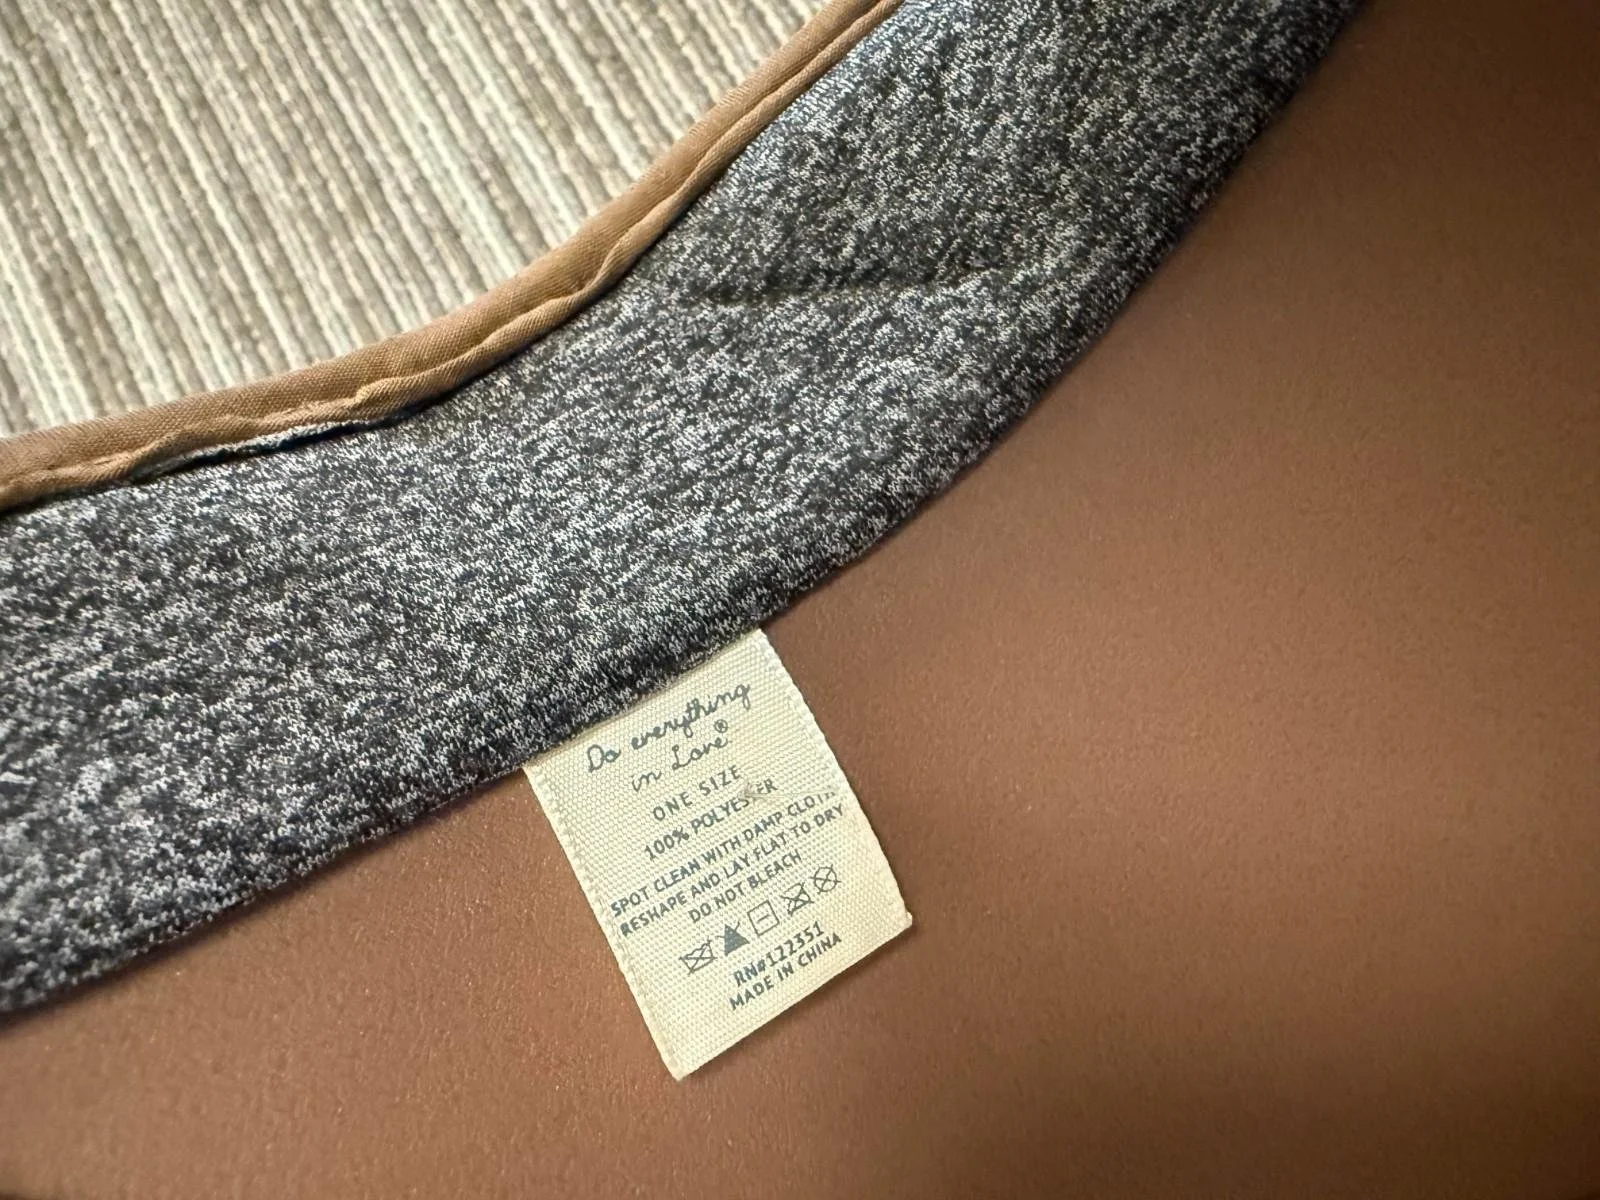 Do everything
in Love®
ONE SIZE
100% POLYESTER
SPOT CLEAN WITH DAMP CLOTH
RESHAPE AND LAY FLAT TO DRY
DO NOT BLEACH
RN#122351
MADE IN CHINA